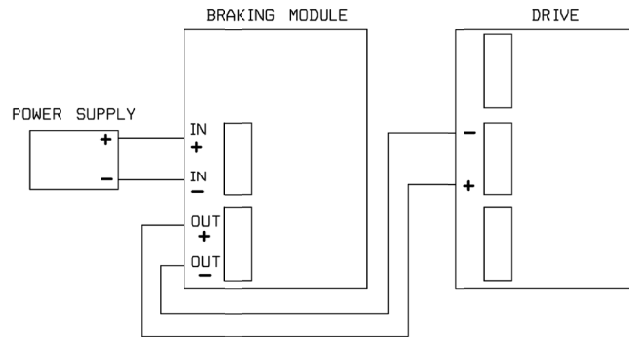 BRAKING MODULE
DRIVE
POWER SUPPLY
+
-
IN
+
IN
-
OUT
+
OUT
-
-
+